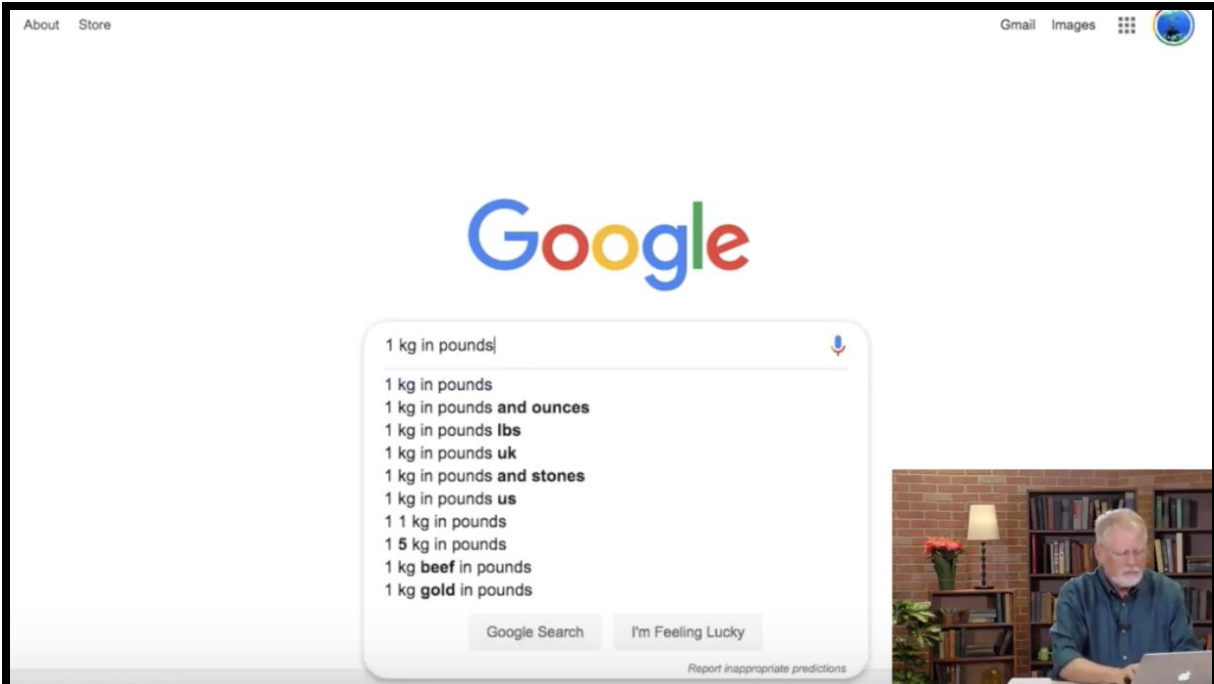 About Store
Gmail Images
Google
1 kg in pounds
1 kg in pounds
1 kg in pounds and ounces
1 kg in pounds lbs
1 kg in pounds uk
1 kg in pounds and stones
1 kg in pounds us
1 1 kg in pounds
1 5 kg in pounds
1 kg beef in pounds
1 kg gold in pounds
Google Search I'm Feeling Lucky
Report inappropriate predictions